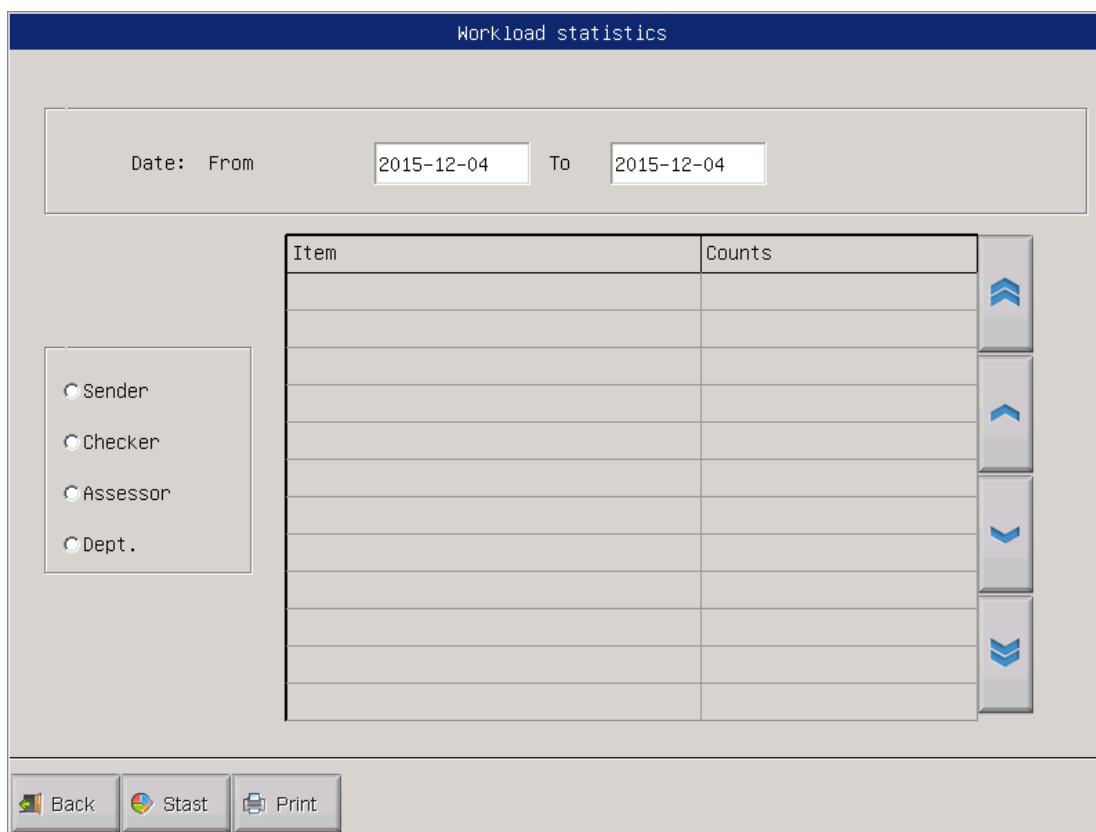 Workload statistics
Date: From 2015-12-04 To 2015-12-04
Item Counts
Sender
Checker
Assessor
Dept.
Back Stast Print